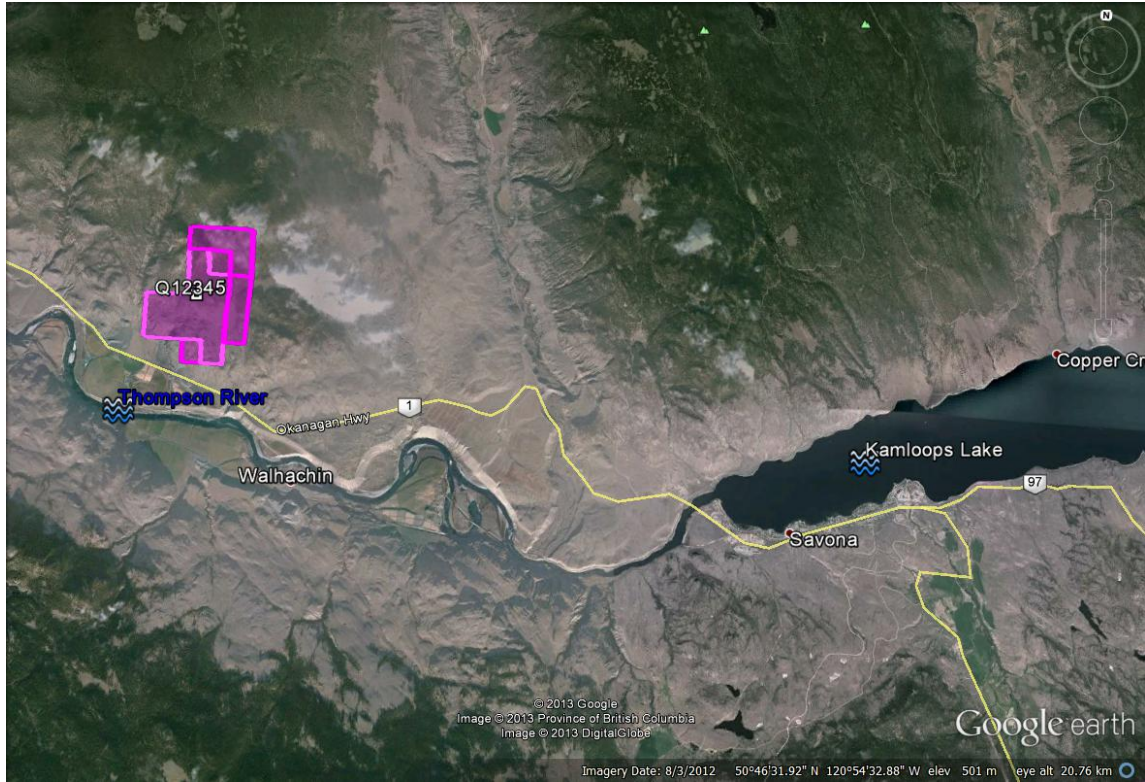 N
Q12345
Copper Cr
Thompson River
1
Okanagan Hwy
Kamloops Lake
Walhachin
97
Savona
© 2013 Google
Image © 2013 Province of British Columbia
Image © 2013 DigitalGlobe
Google earth
Imagery Date: 8/3/2012 50°46'31.92" N 120°54'32.88" W elev 501 m eye alt 20.76 km